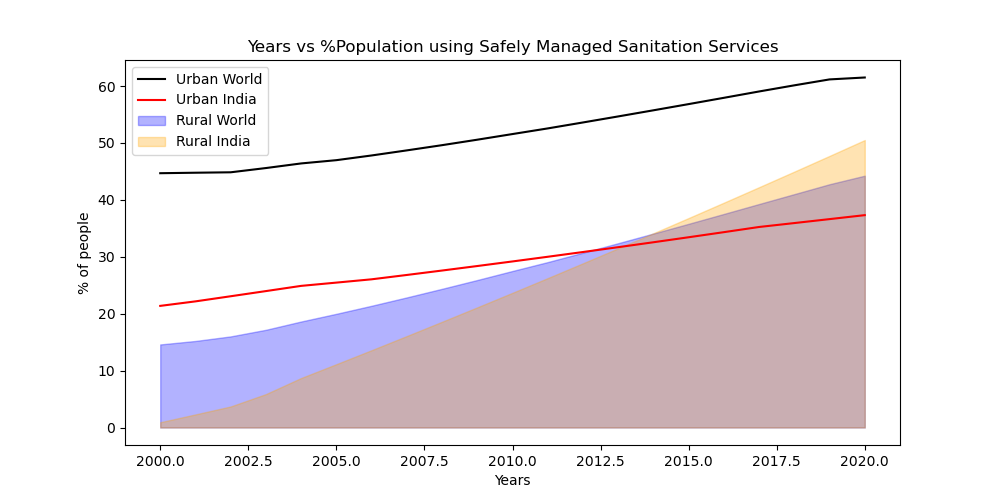 Years vs %Population using Safely Managed Sanitation Services
Urban World
Urban India
Rural World
Rural India
% of people
60
50
40
30
20
10
0
2000.0 2002.5 2005.0 2007.5 2010.0 2012.5 2015.0 2017.5 2020.0
Years